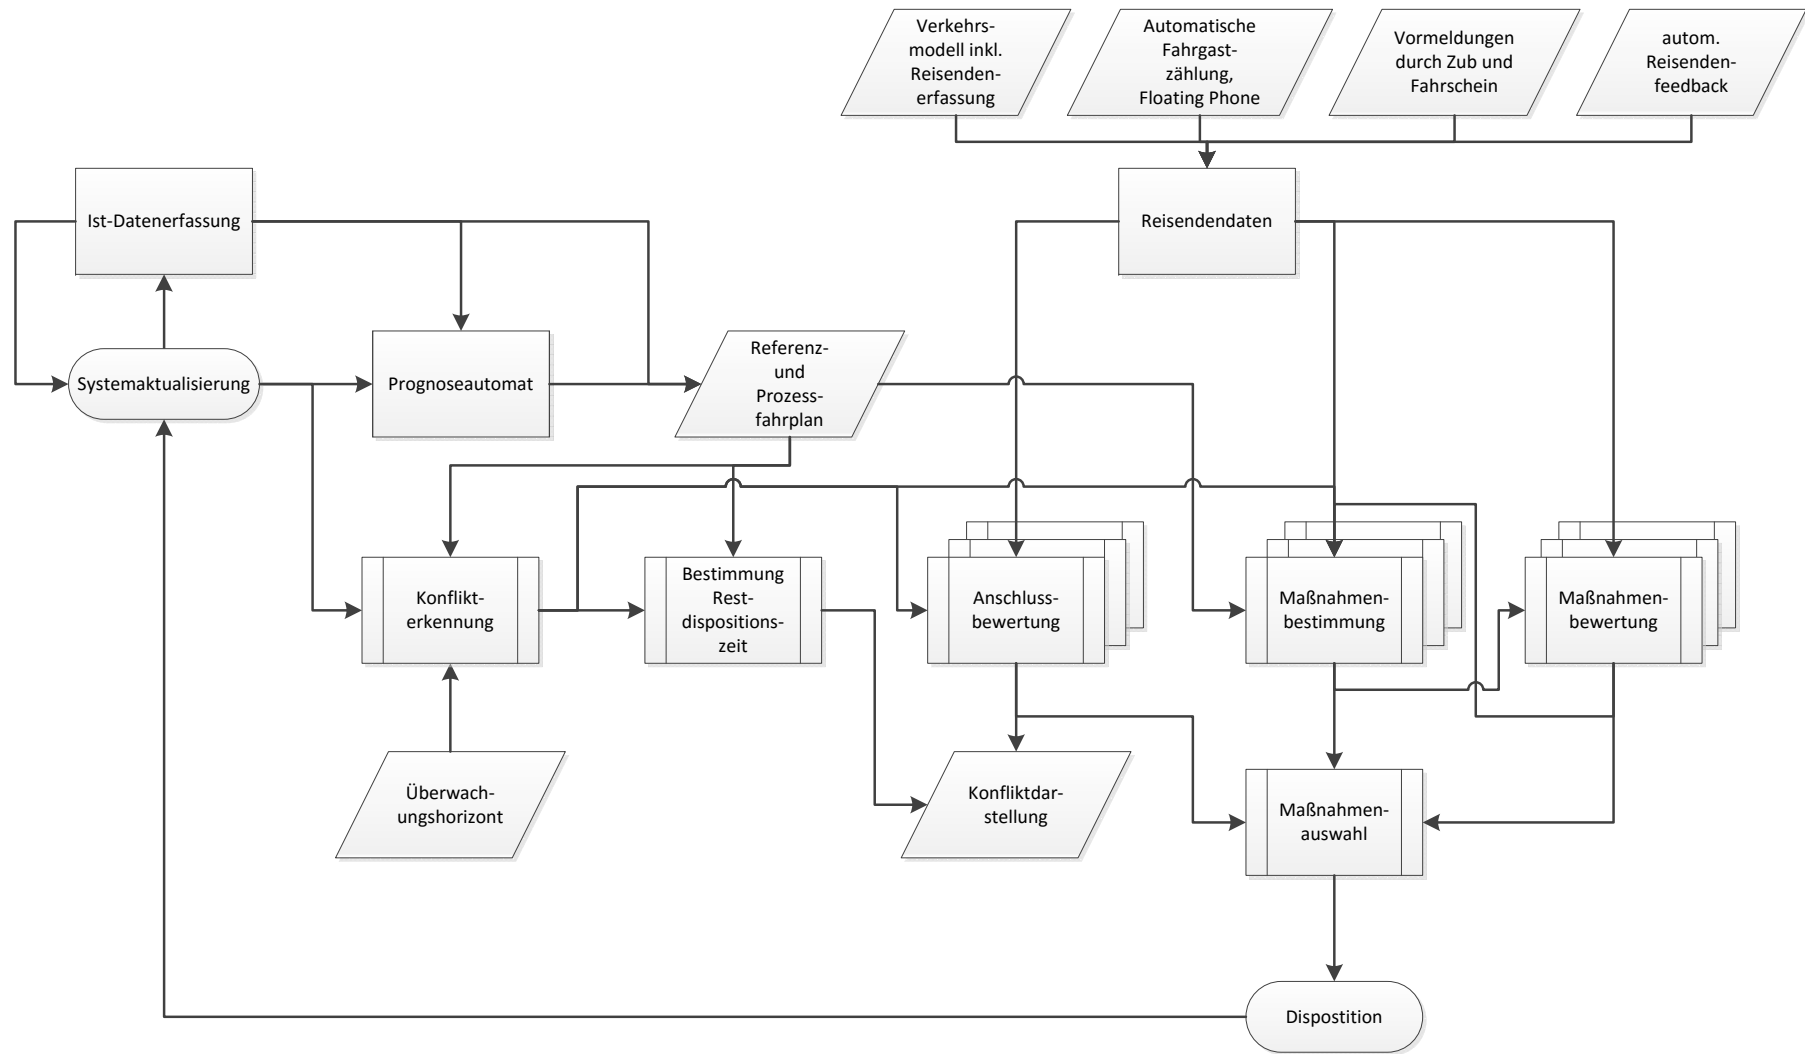 Verkehrs-
modell inkl.
Reisenden-
erfassung
Automatische
Fahrgast-
zählung,
Floating Phone
Vormeldungen
durch Zub und
Fahrschein
autom.
Reisenden-
feedback
Ist-Datenerfassung
Reisendendaten
Systemaktualisierung
Prognoseautomat
Referenz-
und
Prozess-
fahrplan
Konflikt-
erkennung
Bestimmung
Rest-
dispositions-
zeit
Anschluss-
bewertung
Maßnahmen-
bestimmung
Maßnahmen-
bewertung
Überwach-
ungshorizont
Konfliktdar-
stellung
Maßnahmen-
auswahl
Dispostition